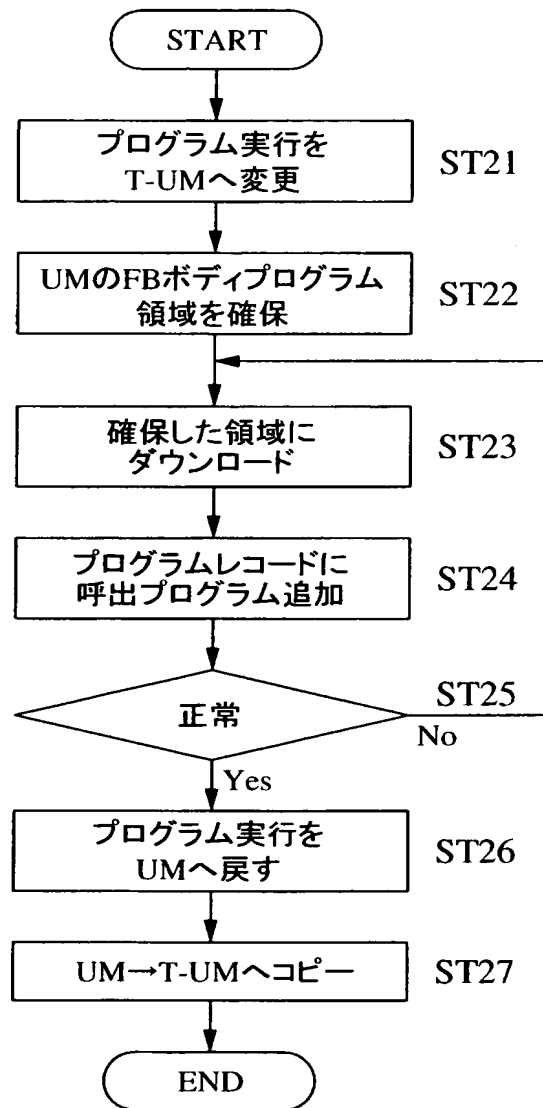 START
プログラム実行を
T-UMへ変更
ST21
UMのFBボディプログラム
領域を確保
ST22
確保した領域に
ダウンロード
ST23
プログラムレコードに
呼出プログラム追加
ST24
正常
ST25
No
Yes
プログラム実行を
UMへ戻す
ST26
UM→T-UMへコピー
ST27
END